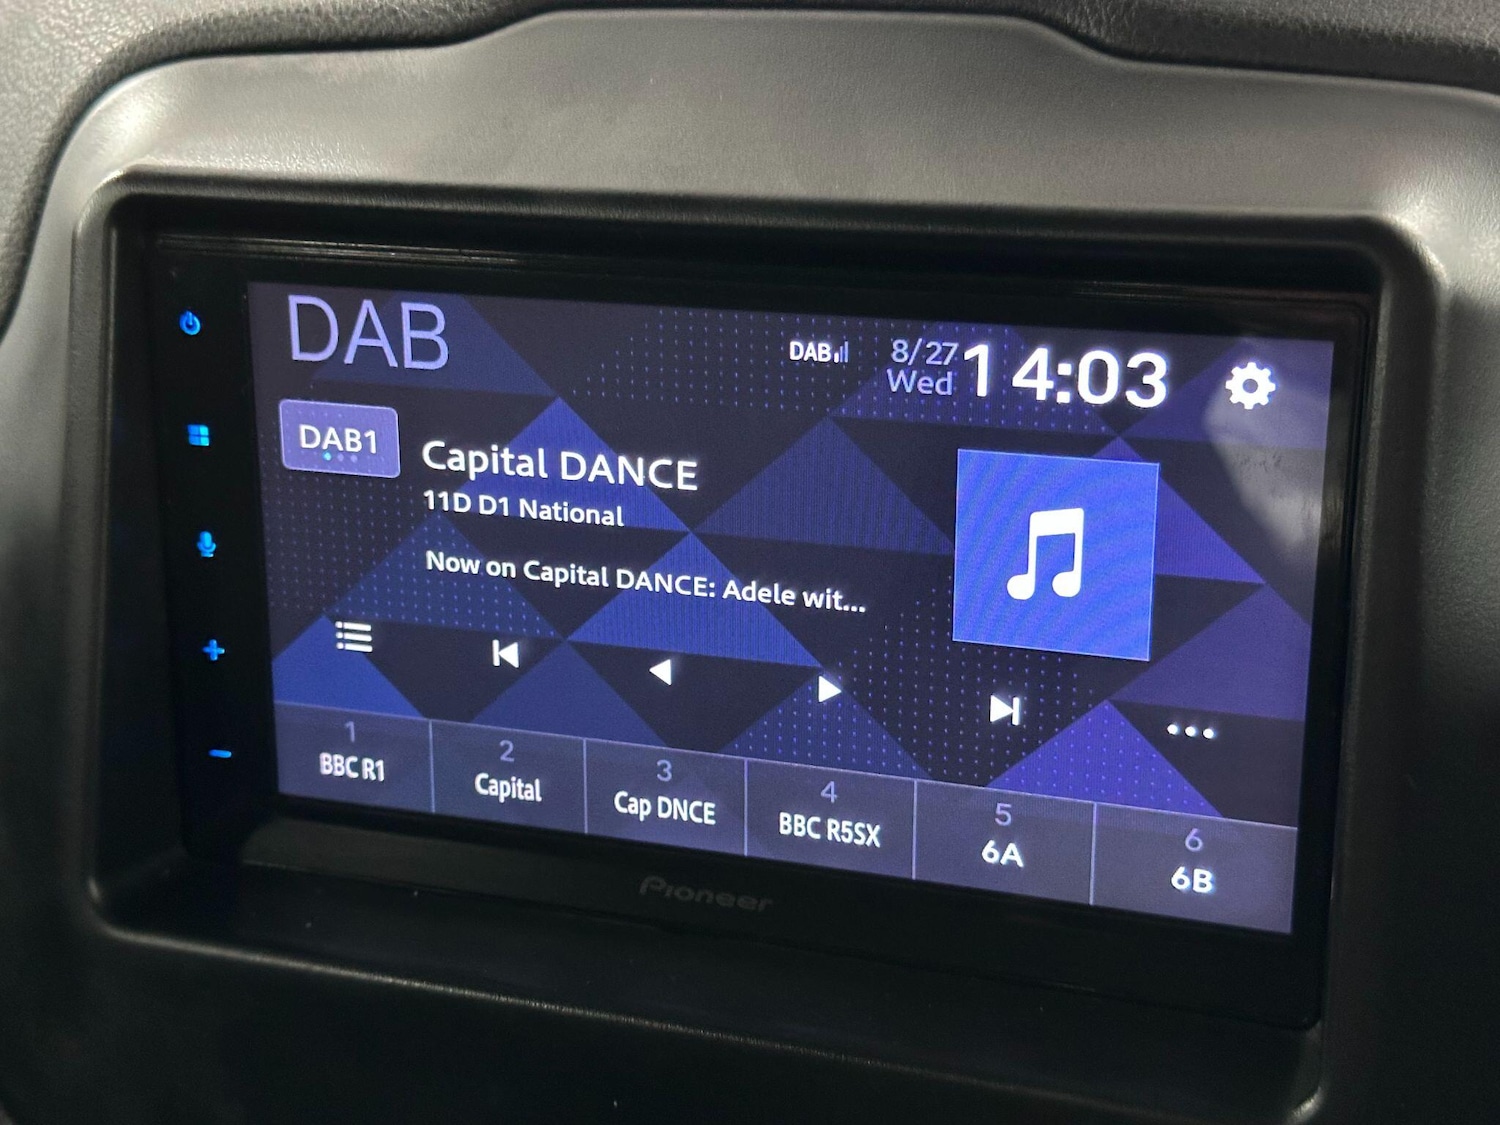 DAB
DAB
8/27
Wed
14:03
DAB1
Capital DANCE
11D D1 National
Now on Capital DANCE: Adele wit...
1
BBC R1
2
Capital
3
Cap DNCE
4
BBC R5SX
5
6A
6
6B
Pioneer